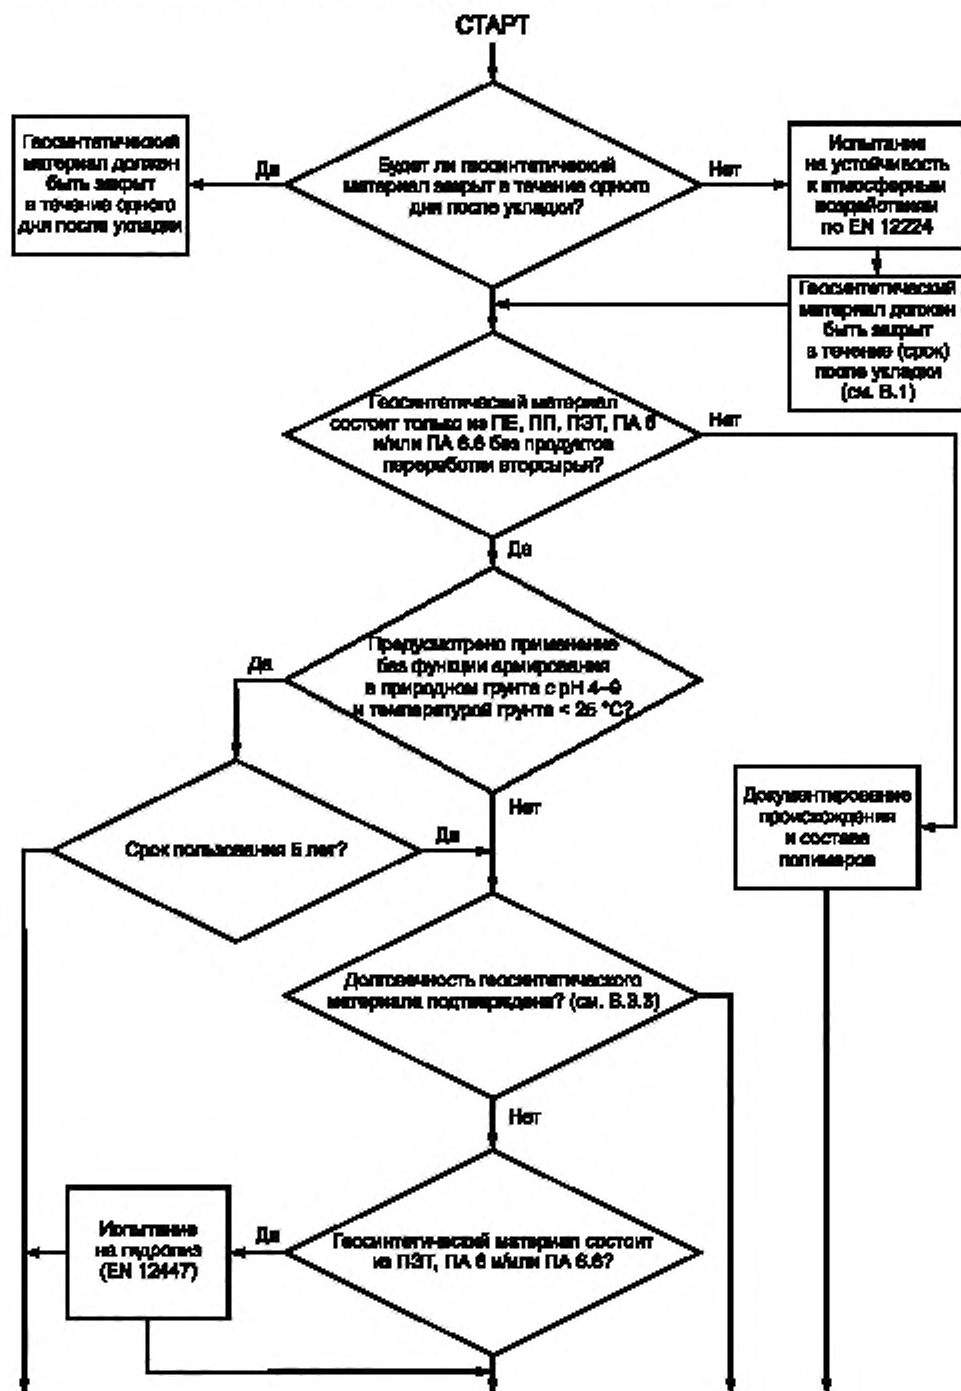 СТАРТ
Геосинтетический
материал должен
быть закрыт
в течение одного
дня после укладки
Да
Будет ли геосинтетический
материал закрыт в течение одного
дня после укладки?
Нет
Испытание
на устойчивость
к атмосферным
воздействиям
по EN 12224
Геосинтетический
материал должен
быть закрыт
в течение (срок)
после укладки
(см. В.1)
Геосинтетический материал
состоит только из ПЕ, ПП, ПЭТ, ПА 6
и/или ПА 6.6 без продуктов
переработки вторсырья?
Нет
Да
Предусмотрено применение
без функции армирования
в природном грунте с pH 4–9
и температурой грунта < 25 °C?
Да
Нет
Срок пользования 5 лет?
Да
Документирование
происхождения
и состава
полимеров
Долговечность геосинтетического
материала подтверждена? (см. В.3.3)
Нет
Испытание
на гидролиз
(EN 12447)
Да
Геосинтетический материал состоит
из ПЭТ, ПА 6 и/или ПА 6.6?